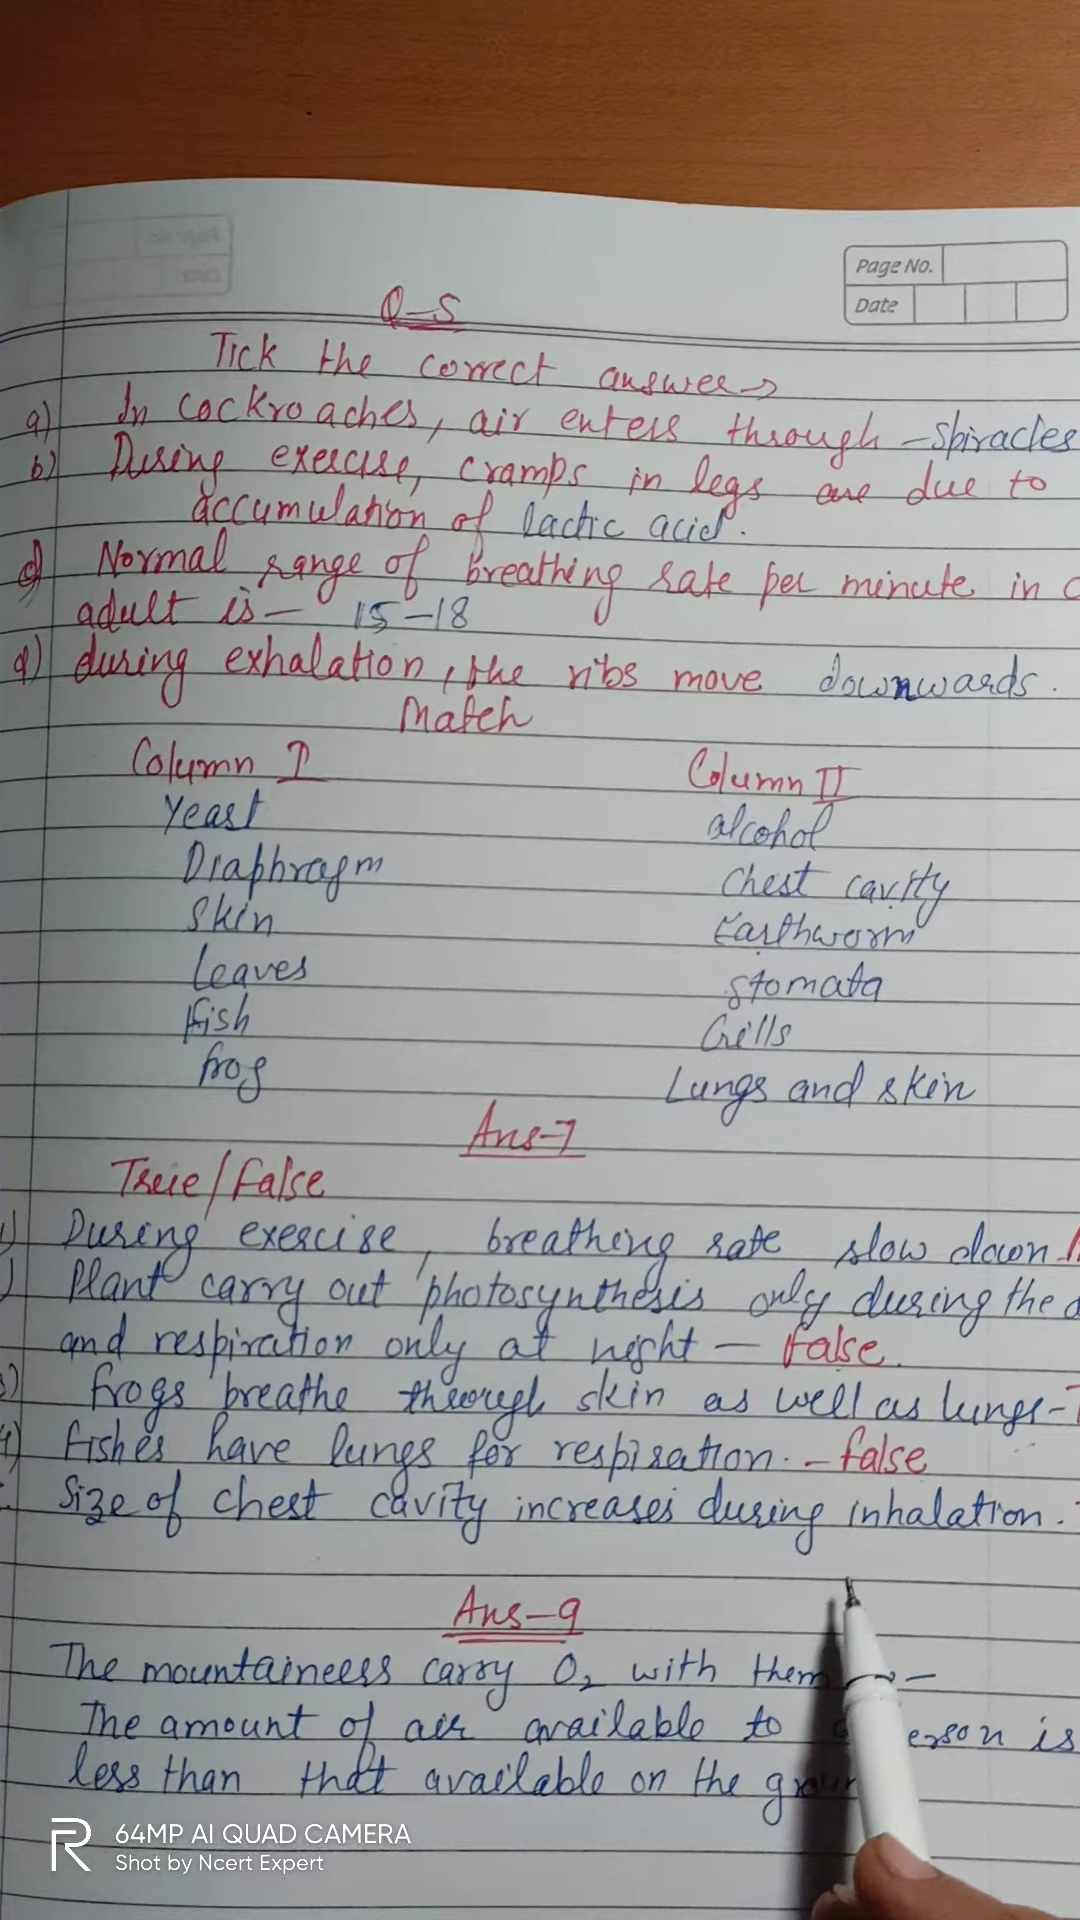 Page No.
Date
Q-5
Tick the correct answer→
a) In cockroaches, air enters through - Spiracles
b) During exercise, cramps in legs are due to
accumulation of lactic acid.
c) Normal range of breathing rate per minute in
adult is - 15-18
d) during exhalation, the ribs move downwards.
Match
Column I Column II
Yeast alcohol
Diaphragm Chest cavity
Skin Earthworm
Leaves Stomata
Fish Gills
frog Lungs and skin
Ans-7
True/False
During exercise, breathing rate slow down.
Plant carry out photosynthesis only during the
and respiration only at night - False.
3) frogs breathe through skin as well as lungs-
4) fishes have lungs for respiration. - false
Size of chest cavity increases during inhalation.
Ans-9
The mountaineers carry O2 with them -
The amount of air available to is
less than that available on the
R 64MP AI QUAD CAMERA
Shot by Ncert Expert